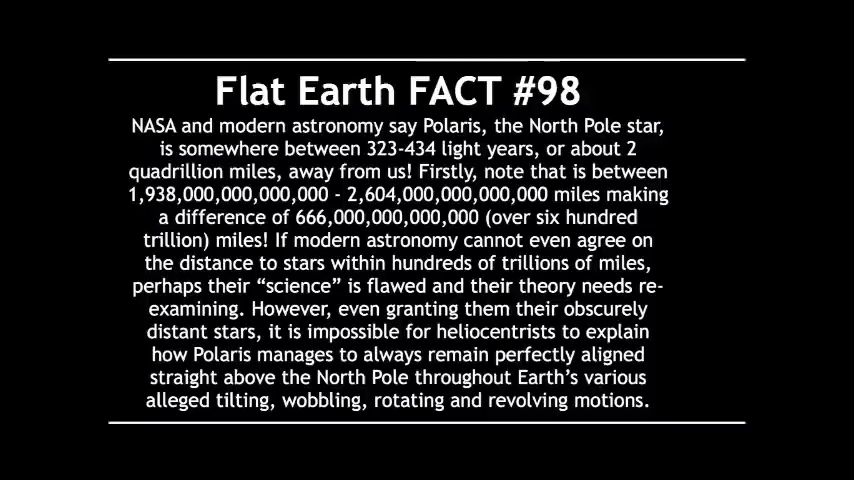 Flat Earth FACT #98
NASA and modern astronomy say Polaris, the North Pole star,
is somewhere between 323-434 light years, or about 2
quadrillion miles, away from us! Firstly, note that is between
1,938,000,000,000,000 - 2,604,000,000,000,000 miles making
a difference of 666,000,000,000,000 (over six hundred
trillion) miles! If modern astronomy cannot even agree on
the distance to stars within hundreds of trillions of miles,
perhaps their “science” is flawed and their theory needs re-
examining. However, even granting them their obscurely
distant stars, it is impossible for heliocentrists to explain
how Polaris manages to always remain perfectly aligned
straight above the North Pole throughout Earth’s various
alleged tilting, wobbling, rotating and revolving motions.